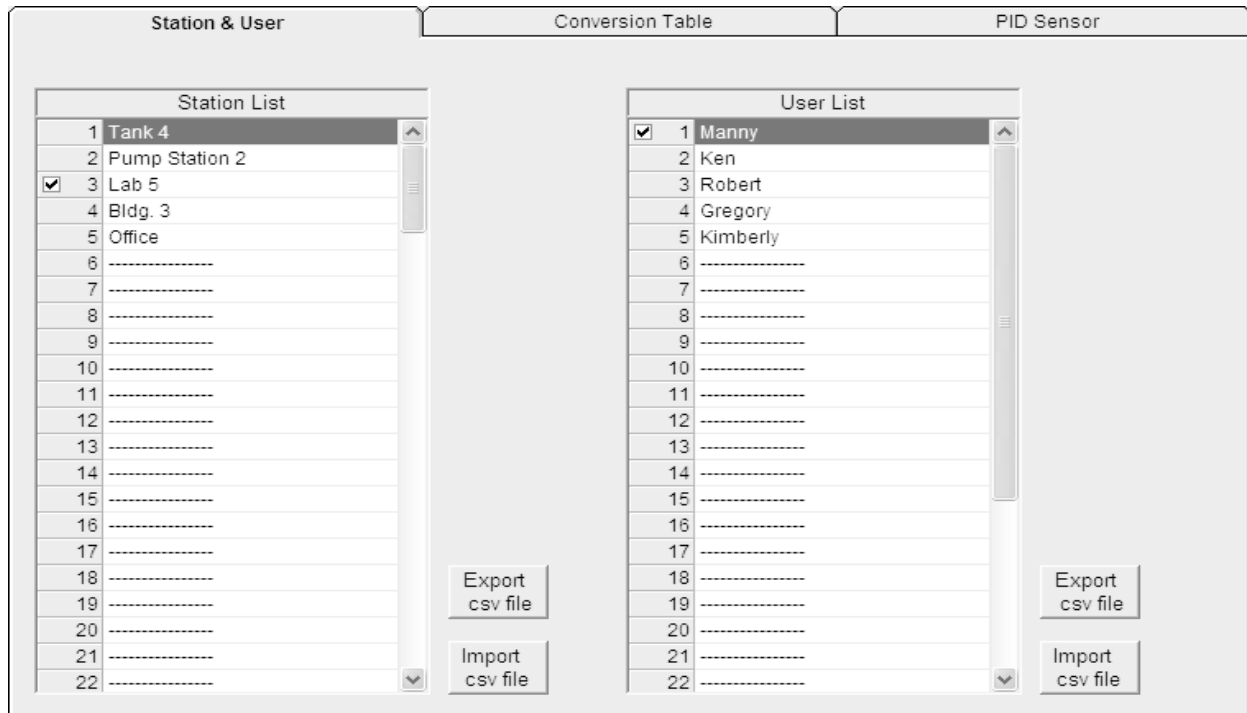 Station & User Conversion Table PID Sensor
Station List
1 Tank 4
2 Pump Station 2
3 Lab 5
4 Bldg. 3
5 Office
6 ----------------
7 ----------------
8 ----------------
9 ----------------
10 ----------------
11 ----------------
12 ----------------
13 ----------------
14 ----------------
15 ----------------
16 ----------------
17 ----------------
18 ----------------
19 ----------------
20 ----------------
21 ----------------
22 ----------------
Export
csv file
Import
csv file
User List
1 Manny
2 Ken
3 Robert
4 Gregory
5 Kimberly
6 ----------------
7 ----------------
8 ----------------
9 ----------------
10 ----------------
11 ----------------
12 ----------------
13 ----------------
14 ----------------
15 ----------------
16 ----------------
17 ----------------
18 ----------------
19 ----------------
20 ----------------
21 ----------------
22 ----------------
Export
csv file
Import
csv file